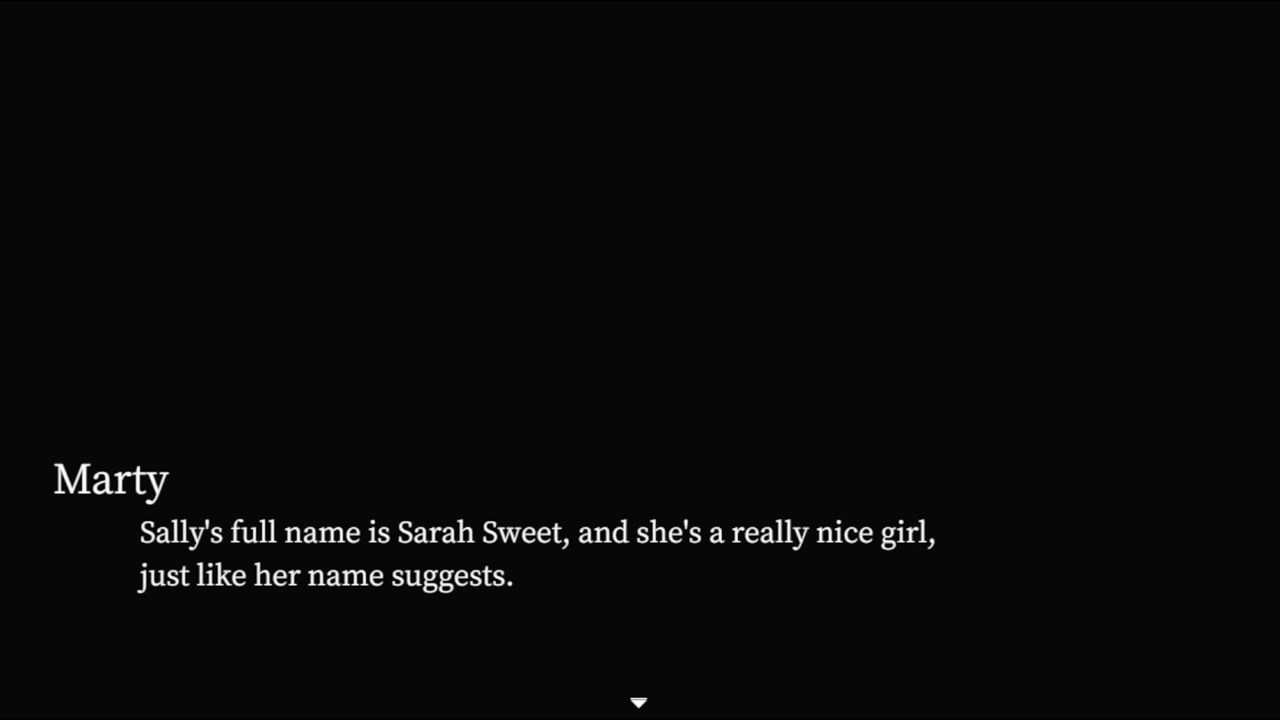 Marty
Sally's full name is Sarah Sweet, and she's a really nice girl,
just like her name suggests.